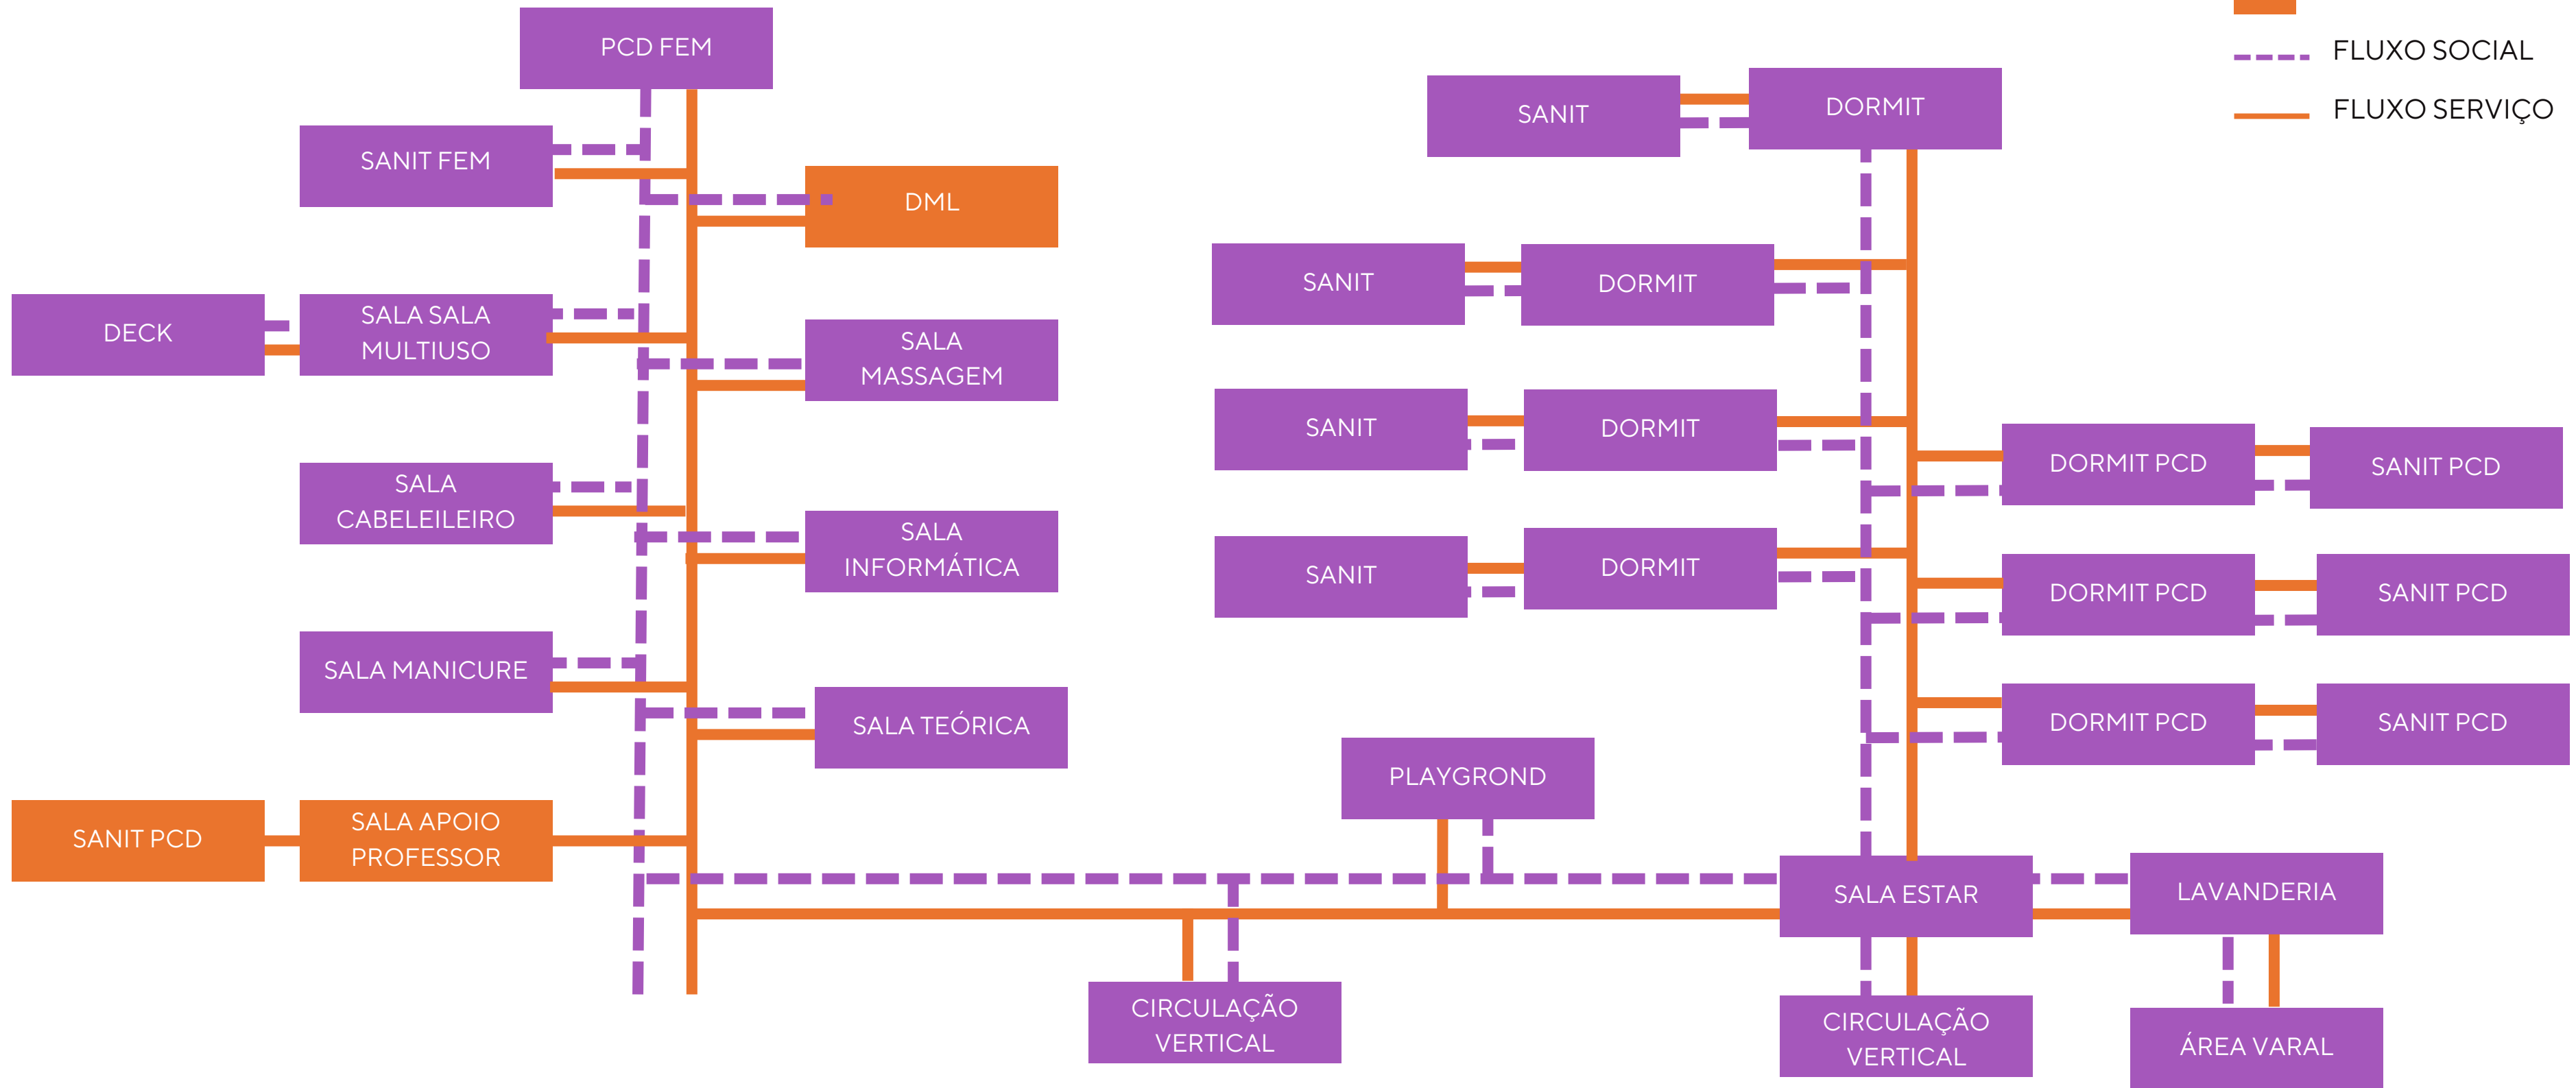 PCD FEM
FLUXO SOCIAL
FLUXO SERVIÇO
SANIT
DORMIT
SANIT FEM
DML
SANIT
DORMIT
DECK
SALA SALA
MULTIUSO
SALA
MASSAGEM
SANIT
DORMIT
DORMIT PCD
SANIT PCD
SALA
CABELEILEIRO
SALA
INFORMÁTICA
SANIT
DORMIT
DORMIT PCD
SANIT PCD
SALA MANICURE
SALA TEÓRICA
DORMIT PCD
SANIT PCD
PLAYGROND
SANIT PCD
SALA APOIO
PROFESSOR
SALA ESTAR
LAVANDERIA
CIRCULAÇÃO
VERTICAL
CIRCULAÇÃO
VERTICAL
ÁREA VARAL